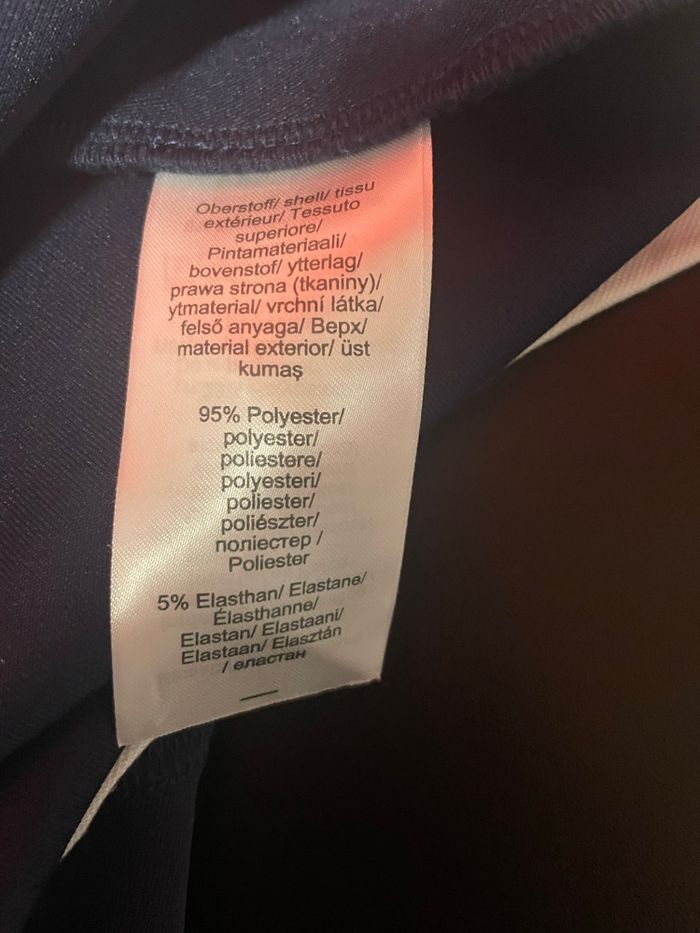 Oberstoff/ shell/ tissu
extérieur/ Tessuto
superiore/
Pintamateriaali/
bovenstof/ ytterlag/
prawa strona (tkaniny)/
ytmaterial/ vrchní látka/
felső anyaga/ Верх/
material exterior/ üst
kumaş
95% Polyester/
polyester/
poliestere/
polyesteri/
poliester/
poliészter/
поліестер /
Poliester
5% Elasthan/ Elastane/
Élasthanne/
Elastan/ Elastaani/
Elastaan/ Elasztán
/ еластан